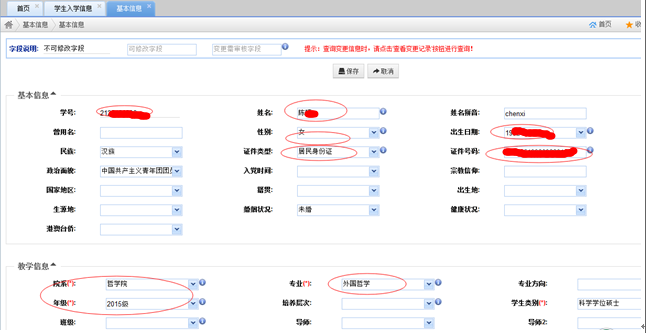 首页 学生入学信息 基本信息
基本信息 基本信息 首页
字段说明: 不可修改字段 可修改字段 变更需审核字段 提示：查询变更信息时，请点击查看变更记录按钮进行查询！
保存 取消
基本信息
学号: 姓名: 姓名拼音: chenxi
曾用名: 性别: 女 出生日期:
民族: 汉族 证件类型: 居民身份证 证件号码:
政治面貌: 中国共产主义青年团团 入党时间: 宗教信仰:
国家地区: 籍贯: 出生地:
生源地: 婚姻状况: 未婚 健康状况:
港澳台侨:
教学信息
院系(*): 哲学院 专业(*): 外国哲学 专业方向:
年级(*): 2015级 培养层次: 学生类别(*): 科学学位硕士
班级: 导师: 导师2: